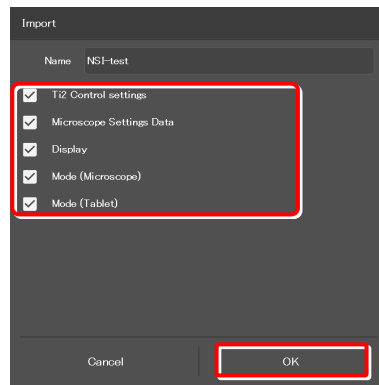 Import
Name NSI-test
Ti2 Control settings
Microscope Settings Data
Display
Mode (Microscope)
Mode (Tablet)
Cancel OK